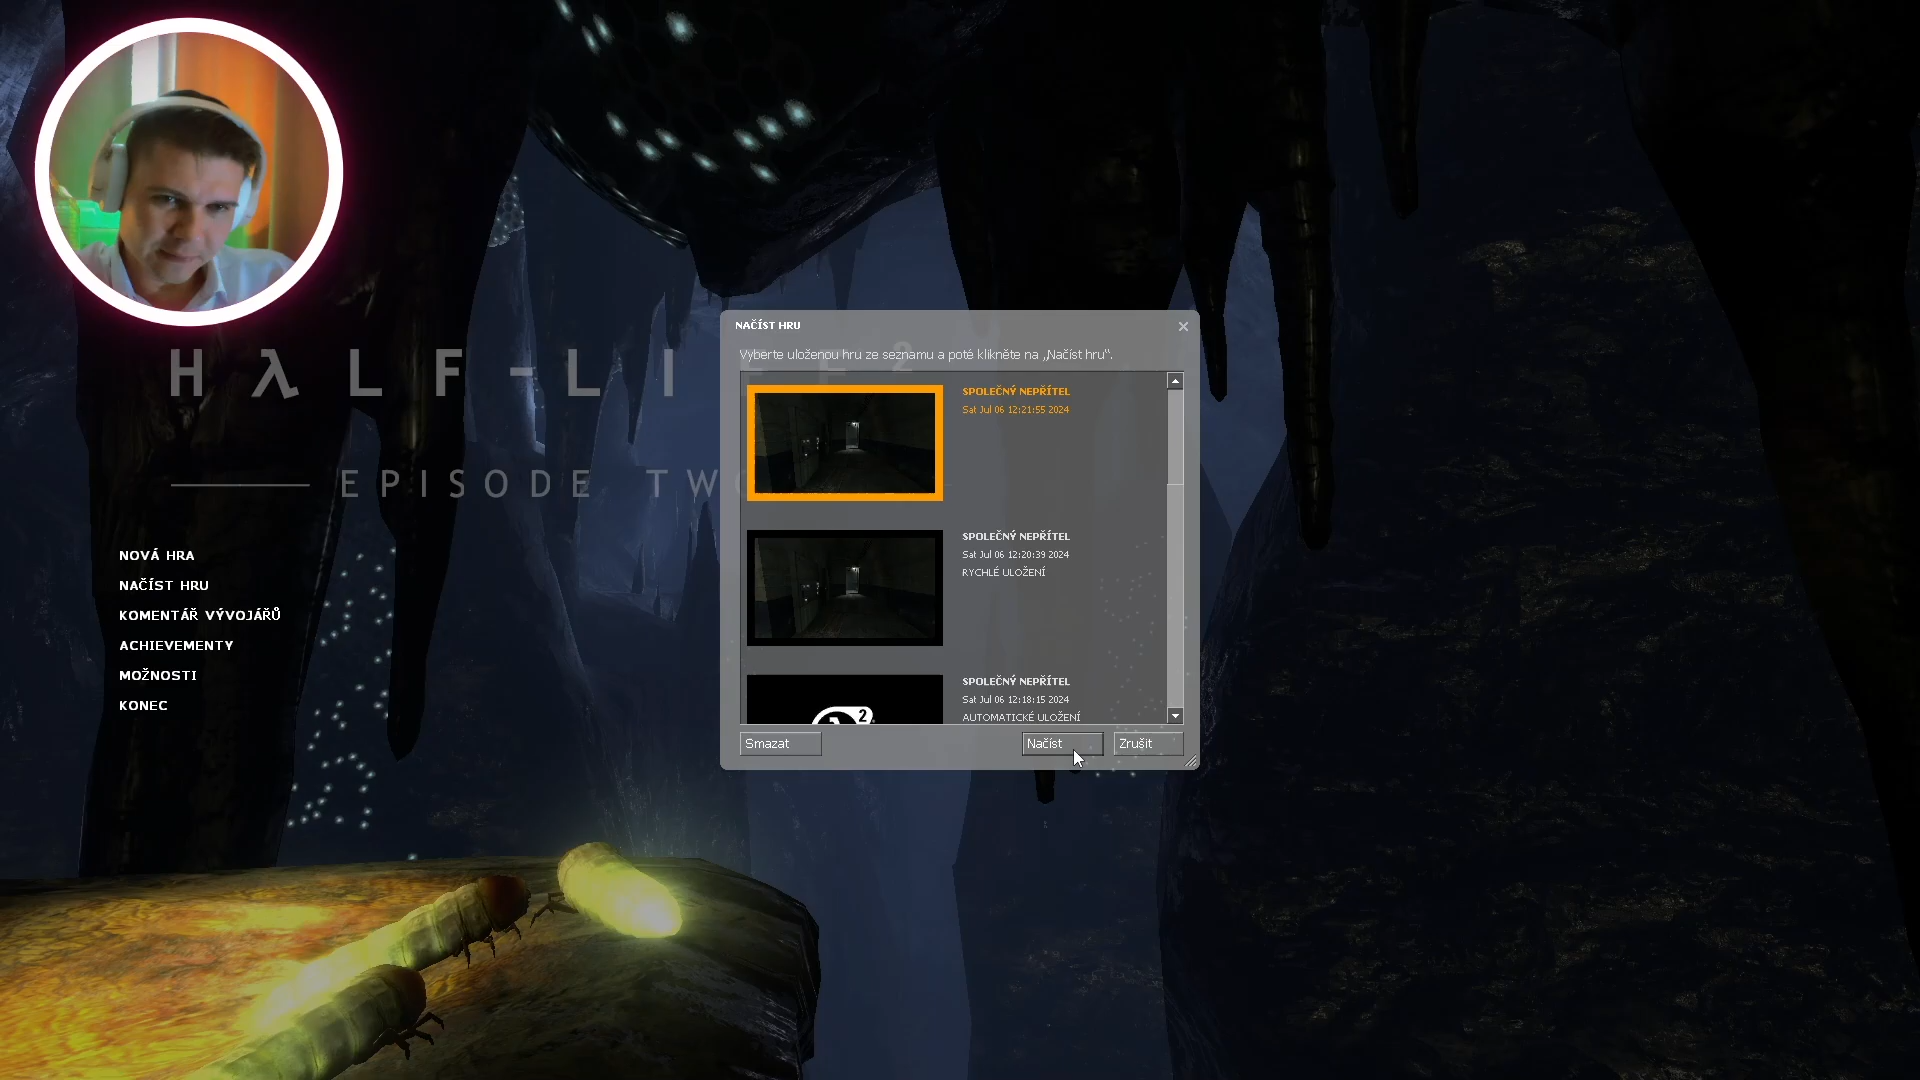 HλLF-LIFE²
EPISODE TWO
NOVÁ HRA
NAČÍST HRU
KOMENTÁŘ VÝVOJÁŘŮ
ACHIEVEMENTY
MOŽNOSTI
KONEC
NAČÍST HRU
Vyberte uloženou hru ze seznamu a poté klikněte na „Načíst hru“.
SPOLEČNÝ NEPŘÍTEL
Sat Jul 06 12:21:55 2024
SPOLEČNÝ NEPŘÍTEL
Sat Jul 06 12:20:39 2024
RYCHLÉ ULOŽENÍ
2
SPOLEČNÝ NEPŘÍTEL
Sat Jul 06 12:18:15 2024
AUTOMATICKÉ ULOŽENÍ
Smazat
Načíst
Zrušit